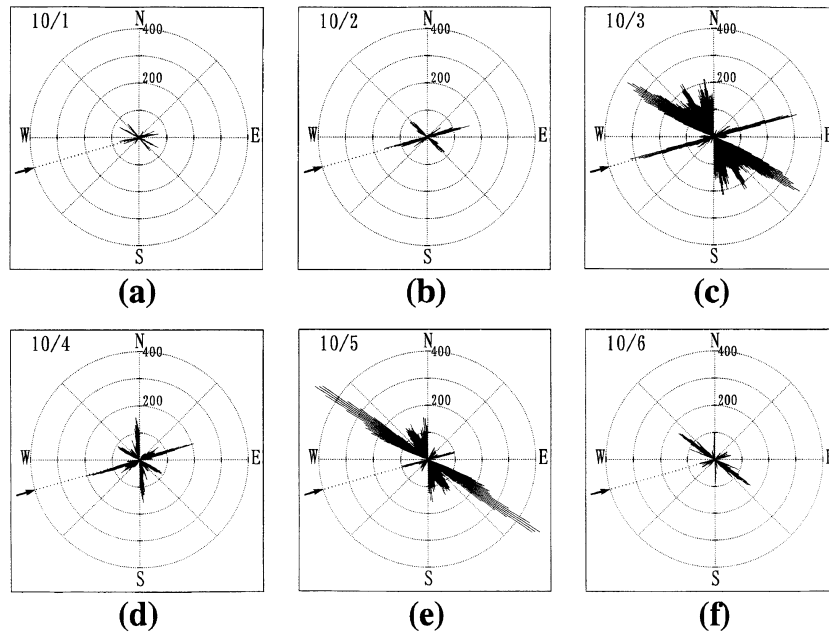 10/1 N 400 200 W E S
(a)
10/2 N 400 200 W E S
(b)
10/3 N 400 200 W E S
(c)
10/4 N 400 200 W E S
(d)
10/5 N 400 200 W E S
(e)
10/6 N 400 200 W E S
(f)